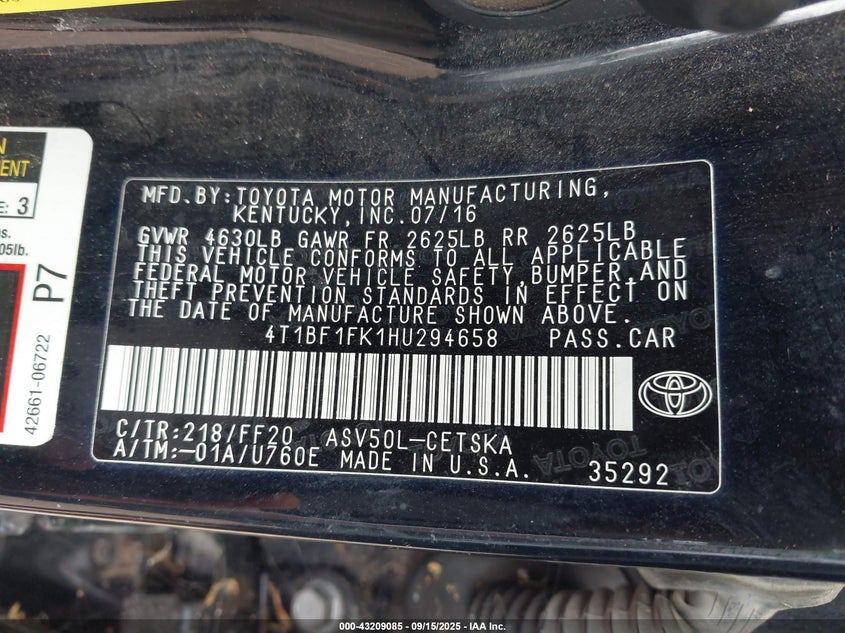 N
ENT
E: 3
s.
05lb.
P7
42661-06722
MFD.BY:TOYOTA MOTOR MANUFACTURING,
KENTUCKY,INC.07/16
GVWR 4630LB GAWR FR 2625LB RR 2625LB
THIS VEHICLE CONFORMS TO ALL APPLICABLE
FEDERAL MOTOR VEHICLE SAFETY,BUMPER,AND
THEFT PREVENTION STANDARDS IN EFFECT ON
THE DATE OF MANUFACTURE SHOWN ABOVE.
4T1BF1FK1HU294658 PASS.CAR
C/TR:218/FF20 ASV50L-CETSKA
A/TM:-01A/U760E MADE IN U.S.A. 35292
000-43209085 - 09/15/2025 - IAA Inc.